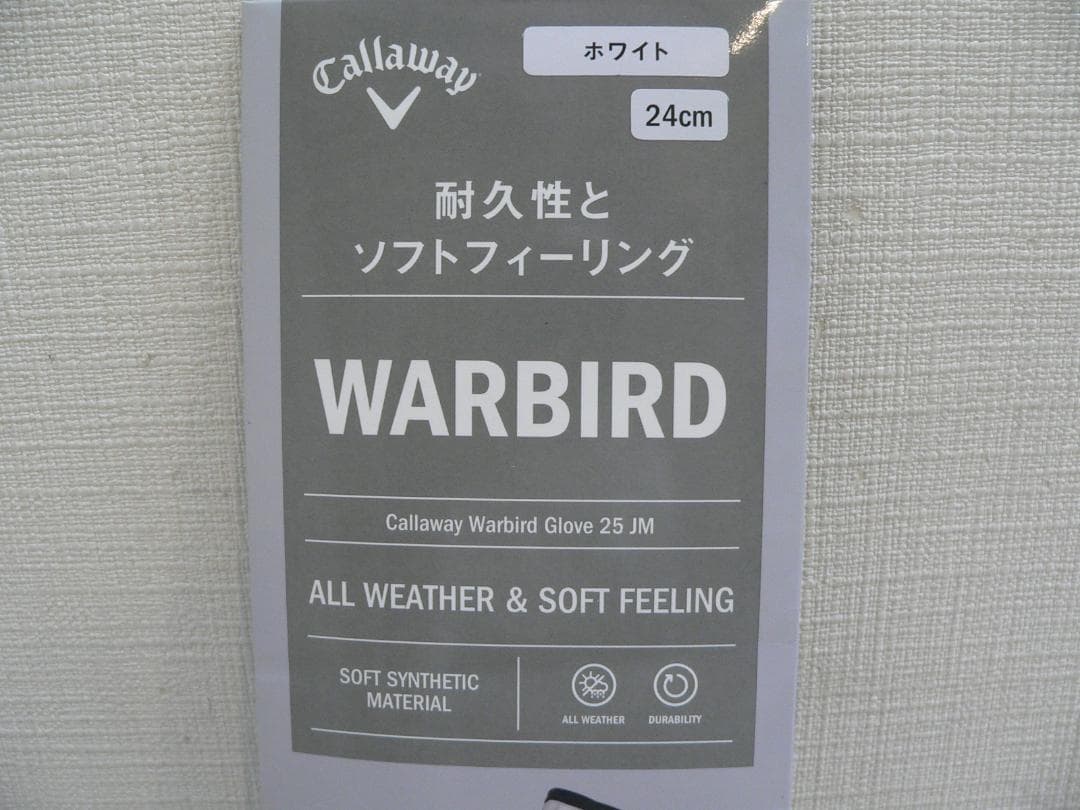 Callaway
ホワイト
24cm
耐久性と
ソフトフィーリング
WARBIRD
Callaway Warbird Glove 25 JM
ALL WEATHER & SOFT FEELING
SOFT SYNTHETIC
MATERIAL
ALL WEATHER
DURABILITY